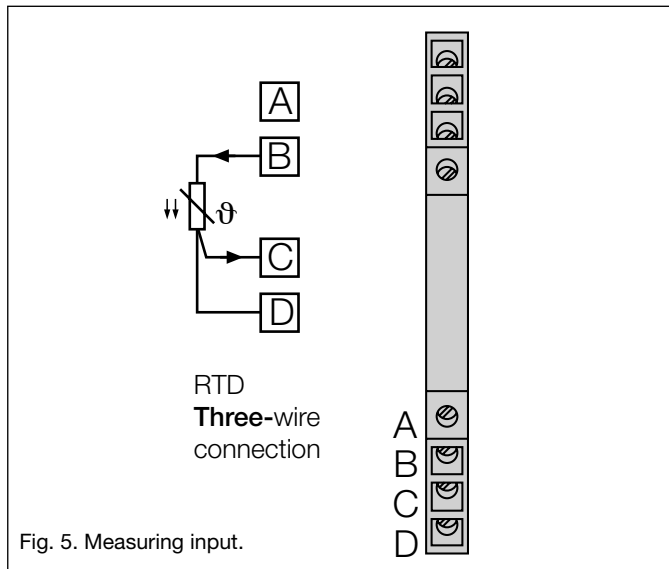 A
B
ϑ
C
D
RTD
Three-wire
connection
A
B
C
D
Fig. 5. Measuring input.